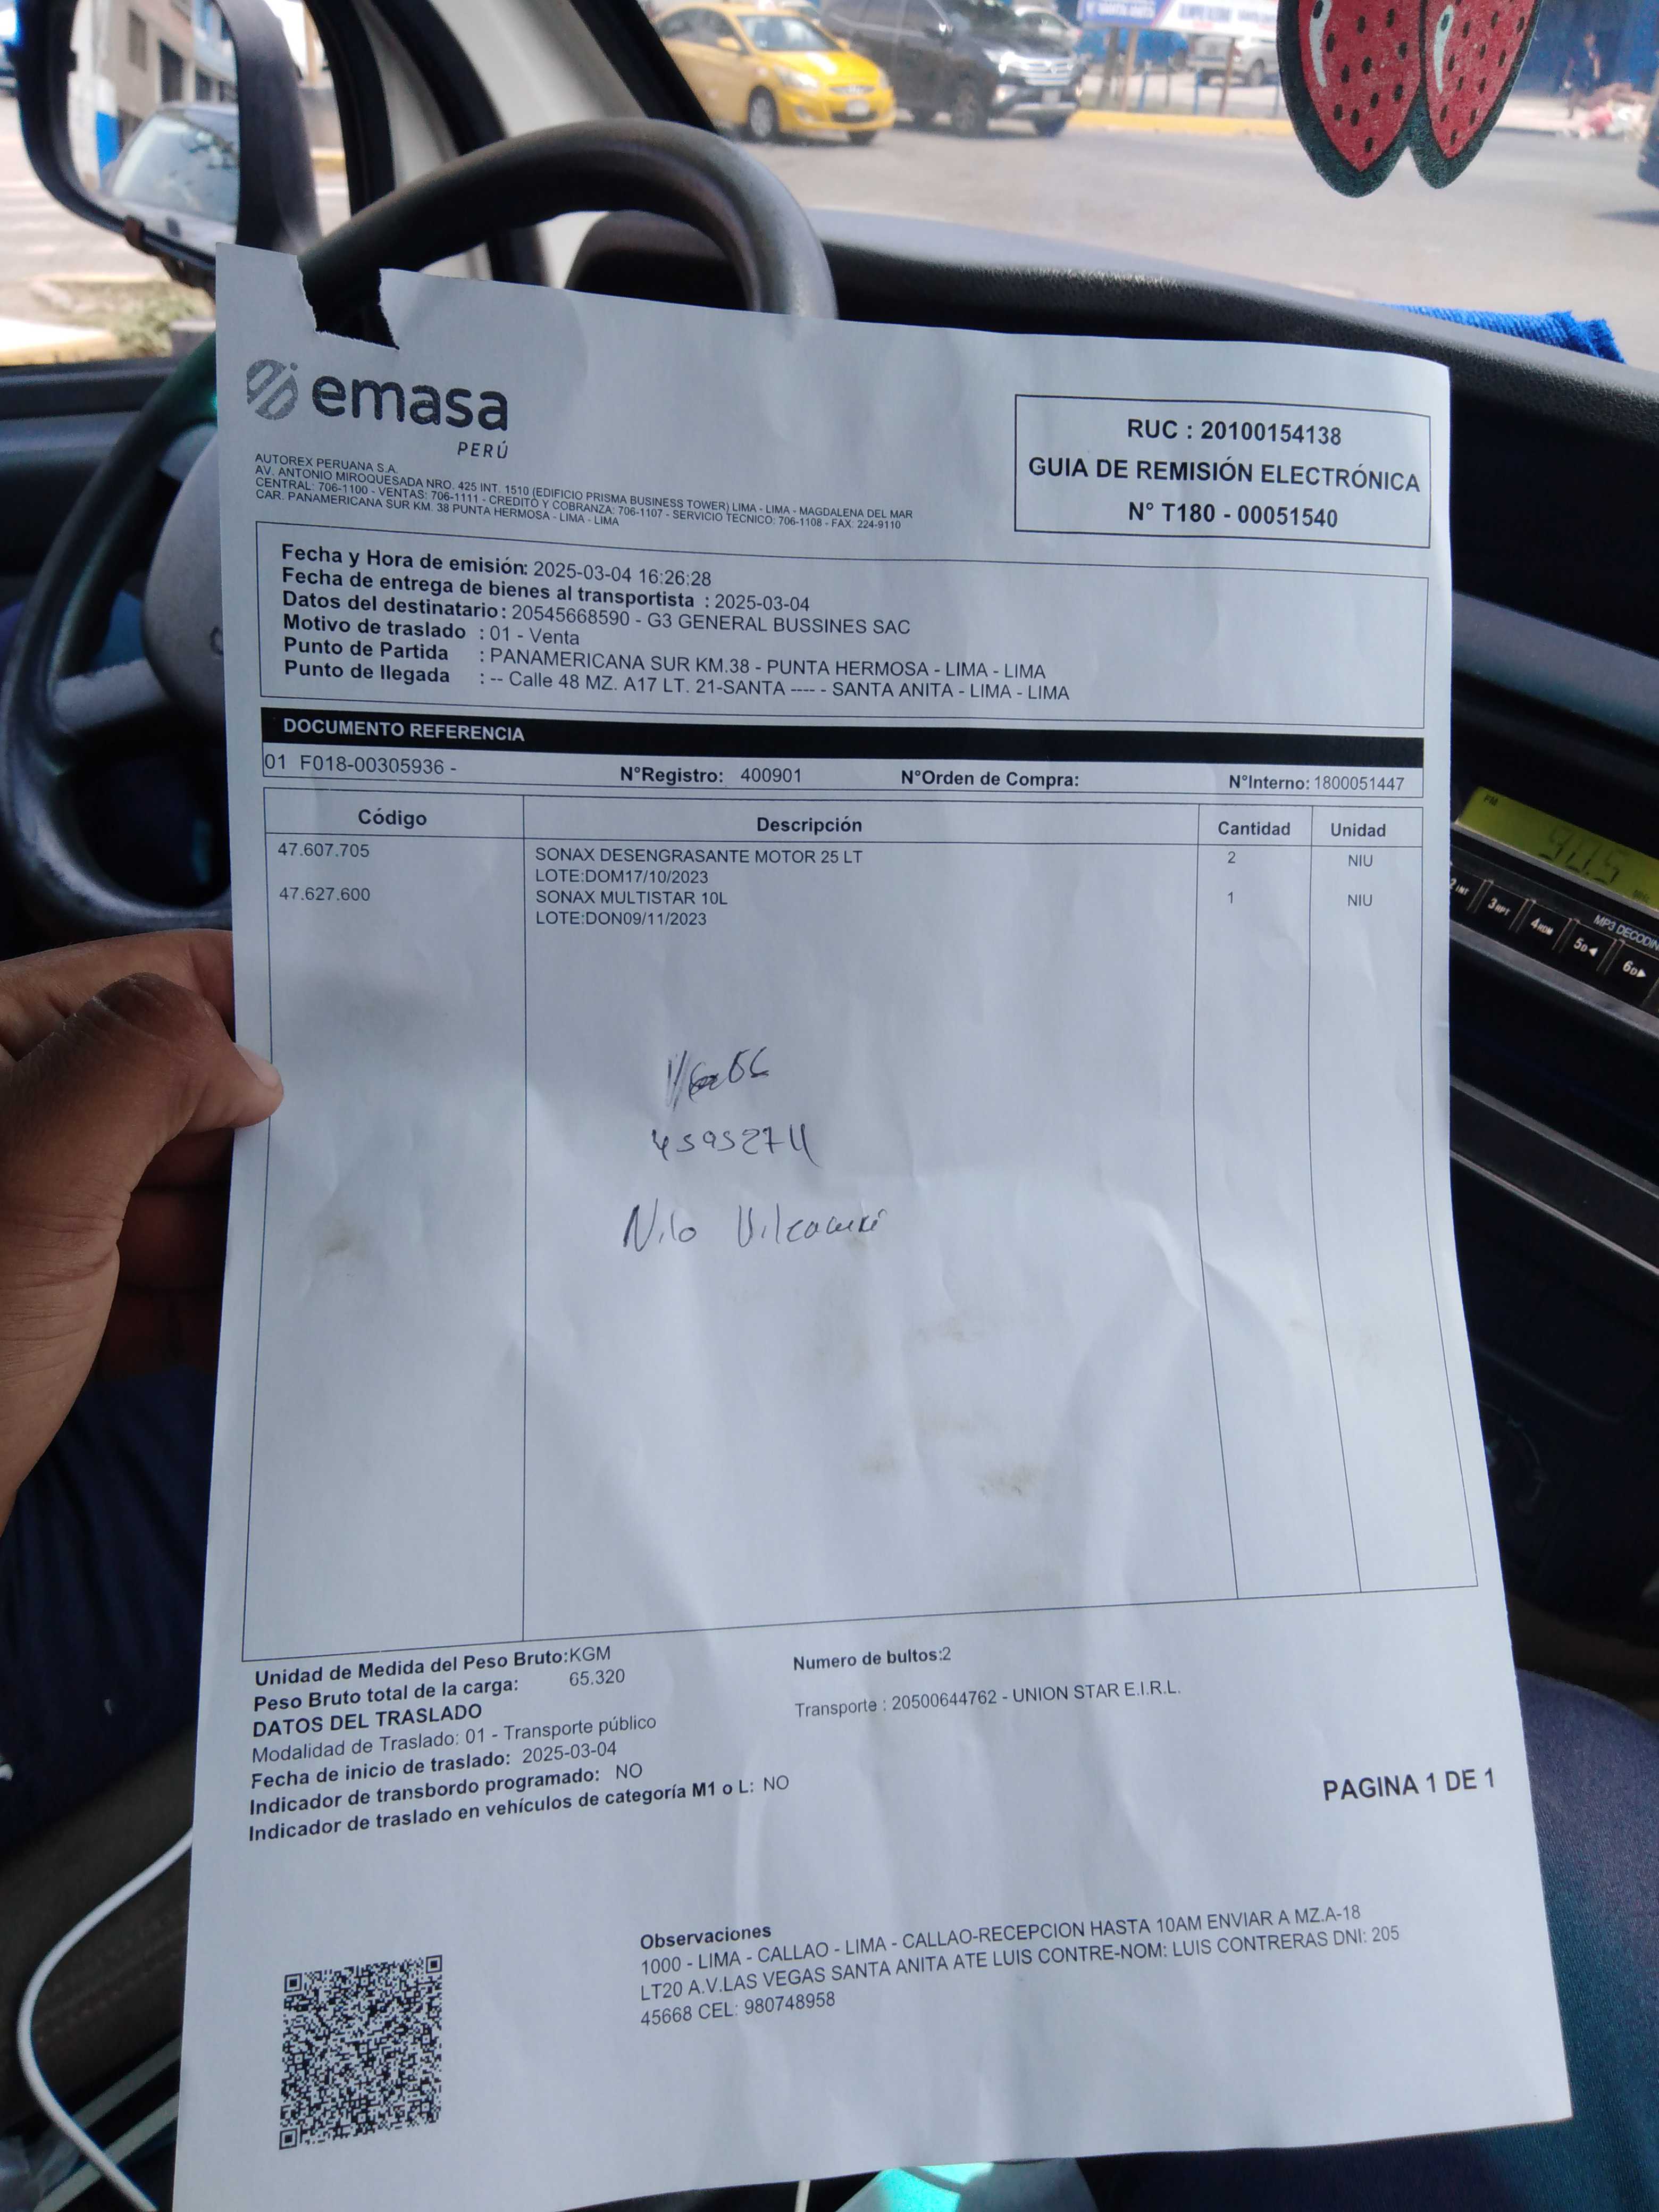 emasa
PERÚ
AUTOREX PERUANA S.A.
AV. ANTONIO MIROQUESADA NRO. 425 INT. 1510 (EDIFICIO PRISMA BUSINESS TOWER) LIMA - LIMA - MAGDALENA DEL MAR
CENTRAL: 706-1100 - VENTAS: 706-1111 - CREDITO Y COBRANZA: 706-1107 - SERVICIO TECNICO: 706-1108 - FAX: 224-9110
CAR. PANAMERICANA SUR KM. 38 PUNTA HERMOSA - LIMA - LIMA
RUC : 20100154138
GUIA DE REMISIÓN ELECTRÓNICA
N° T180 - 00051540
Fecha y Hora de emisión: 2025-03-04 16:26:28
Fecha de entrega de bienes al transportista : 2025-03-04
Datos del destinatario : 20545668590 - G3 GENERAL BUSSINES SAC
Motivo de traslado : 01 - Venta
Punto de Partida : PANAMERICANA SUR KM.38 - PUNTA HERMOSA - LIMA - LIMA
Punto de llegada : -- Calle 48 MZ. A17 LT. 21-SANTA ---- - SANTA ANITA - LIMA - LIMA
DOCUMENTO REFERENCIA
01 F018-00305936 - N°Registro: 400901 N°Orden de Compra: N°Interno: 1800051447
Código Descripción Cantidad Unidad
47.607.705 SONAX DESENGRASANTE MOTOR 25 LT 2 NIU
LOTE:DOM17/10/2023
47.627.600 SONAX MULTISTAR 10L 1 NIU
LOTE:DON09/11/2023
Nilo
Unidad de Medida del Peso Bruto: KGM
Peso Bruto total de la carga: 65.320
DATOS DEL TRASLADO
Modalidad de Traslado: 01 - Transporte público
Fecha de inicio de traslado: 2025-03-04
Indicador de transbordo programado: NO
Indicador de traslado en vehículos de categoría M1 o L: NO
Numero de bultos:2
Transporte : 20500644762 - UNION STAR E.I.R.L.
PAGINA 1 DE 1
Observaciones
1000 - LIMA - CALLAO - LIMA - CALLAO-RECEPCION HASTA 10AM ENVIAR A MZ.A-18
LT20 A.V.LAS VEGAS SANTA ANITA ATE LUIS CONTRE-NOM: LUIS CONTRERAS DNI: 205
45668 CEL: 980748958
FM
90.5
2 INT 3 RPT 4 RDM 5 D◄ 6 D►